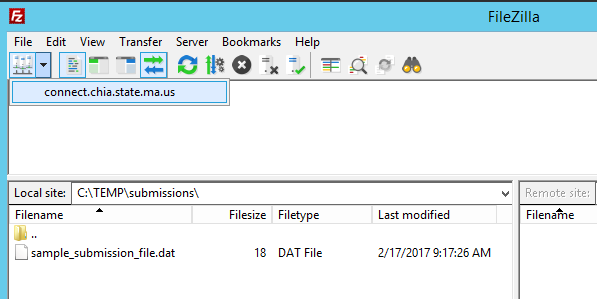 FileZilla
File Edit View Transfer Server Bookmarks Help
connect.chia.state.ma.us
Local site: C:\TEMP\submissions\ Remote site:
Filename Filesize Filetype Last modified Filename
..
sample_submission_file.dat 18 DAT File 2/17/2017 9:17:26 AM